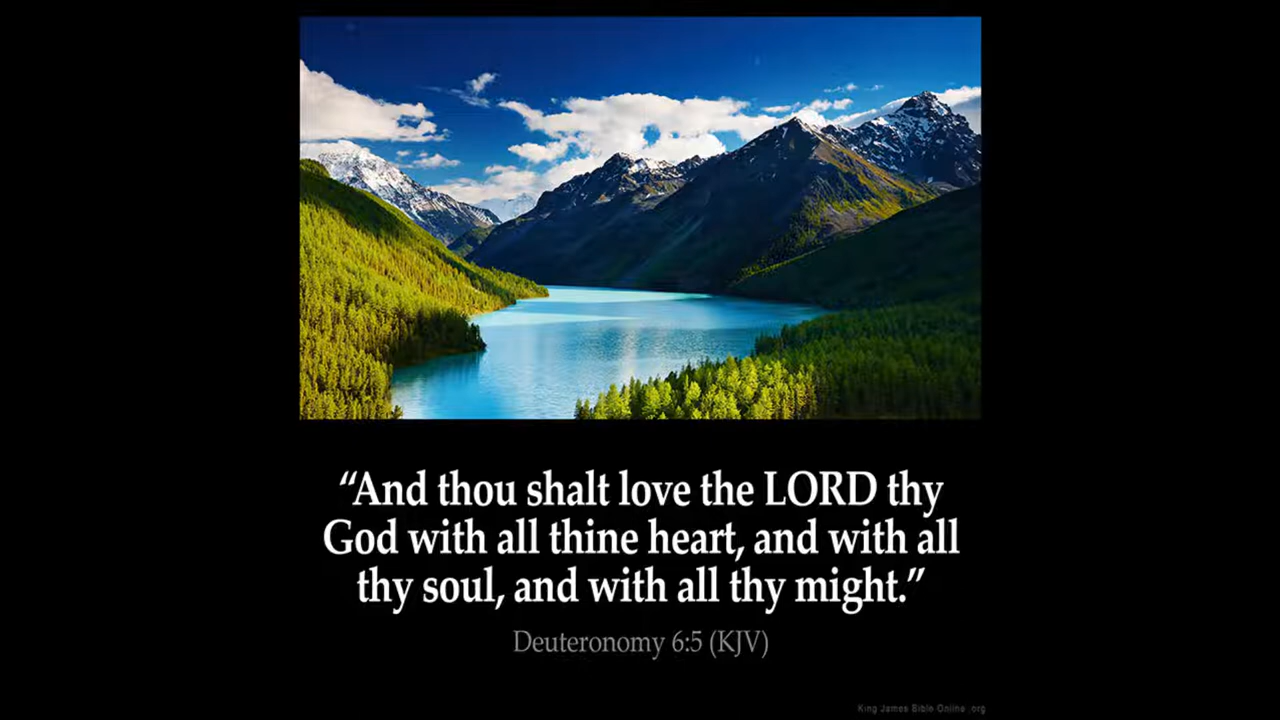 “And thou shalt love the LORD thy
God with all thine heart, and with all
thy soul, and with all thy might.”
Deuteronomy 6:5 (KJV)
King James Bible Online .org